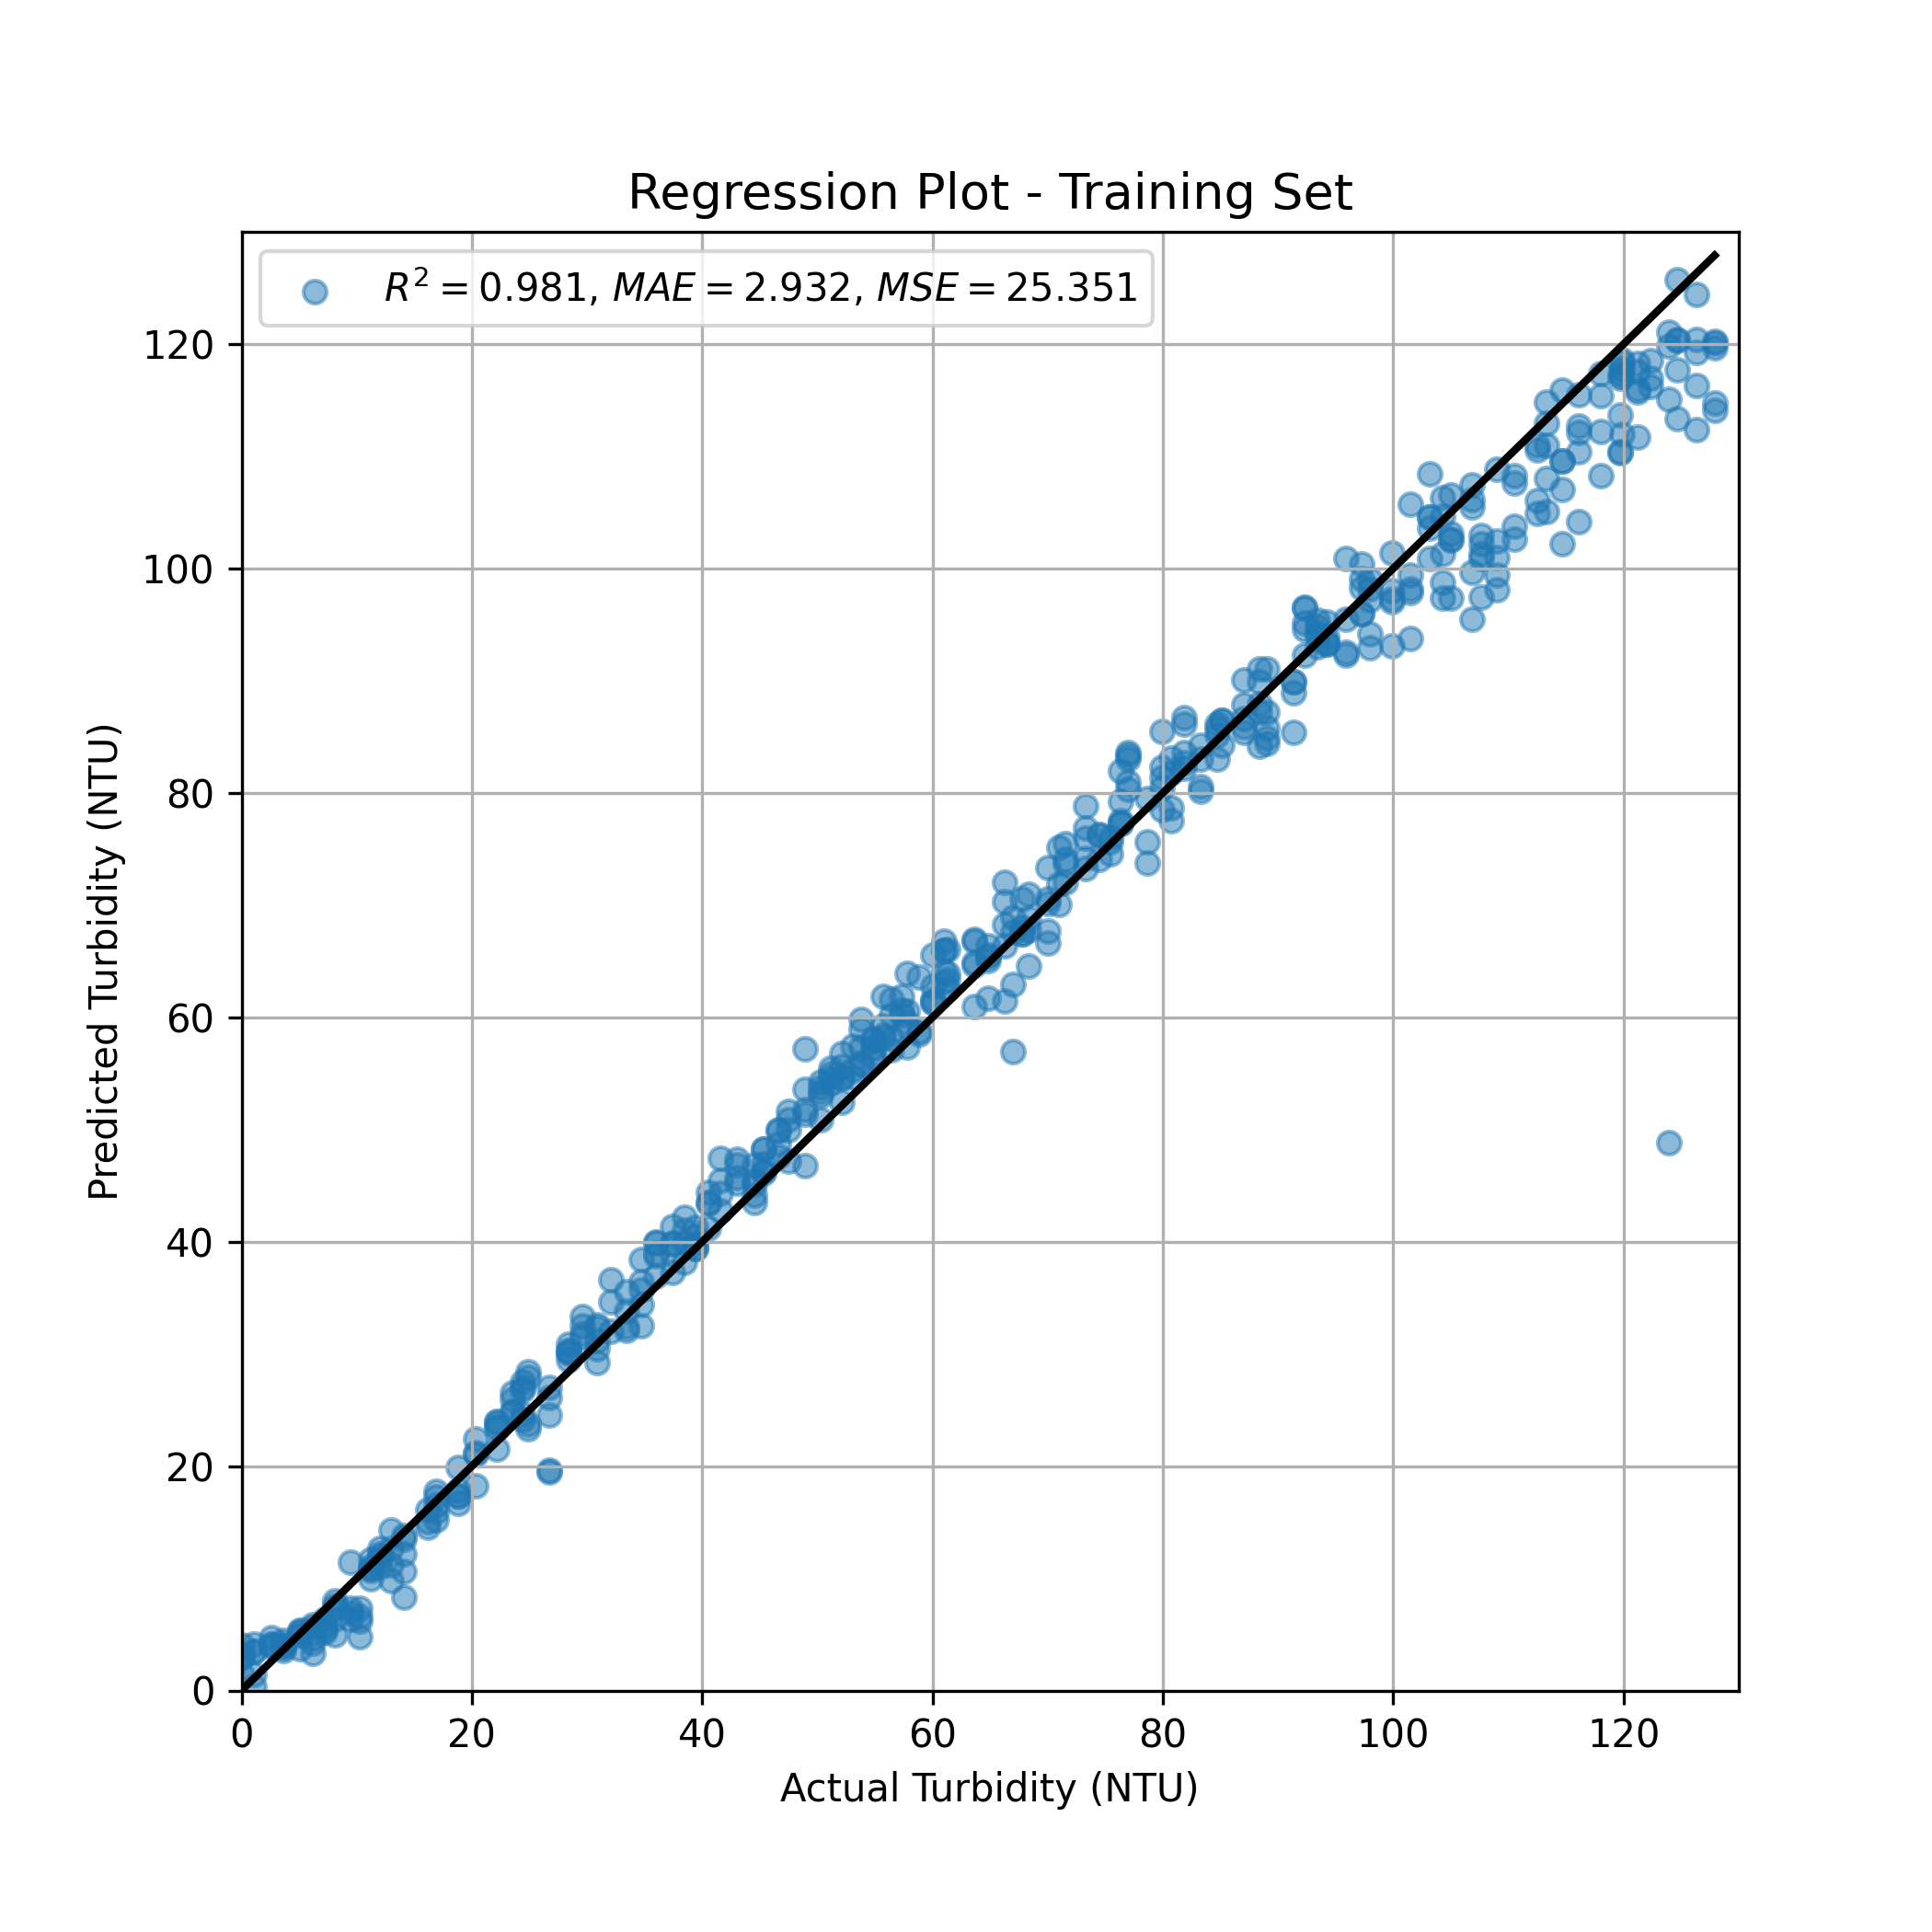 Regression Plot - Training Set
R² = 0.981, MAE = 2.932, MSE = 25.351
120
100
80
60
40
20
0
Predicted Turbidity (NTU)
0 20 40 60 80 100 120
Actual Turbidity (NTU)